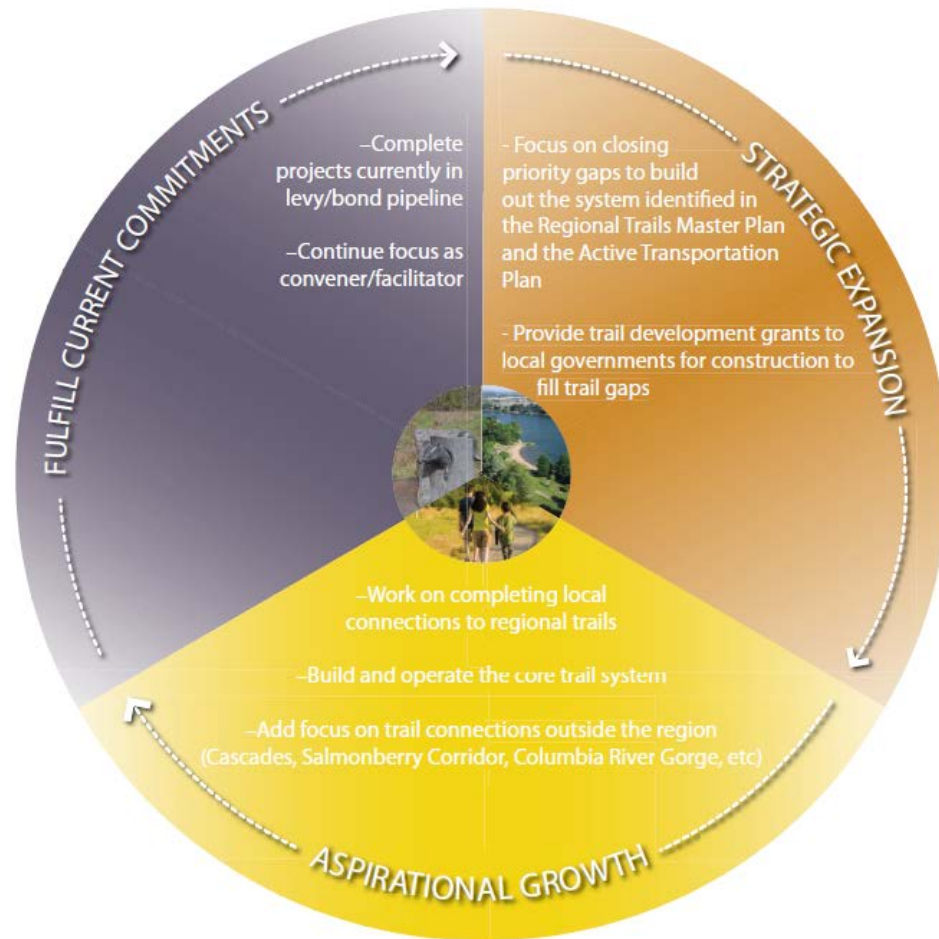 FULFILL CURRENT COMMITMENTS
–Complete
projects currently in
levy/bond pipeline
–Continue focus as
convener/facilitator
STRATEGIC EXPANSION
- Focus on closing
priority gaps to build
out the system identified in
the Regional Trails Master Plan
and the Active Transportation
Plan
- Provide trail development grants to
local governments for construction to
fill trail gaps
–Work on completing local
connections to regional trails
–Build and operate the core trail system
–Add focus on trail connections outside the region
(Cascades, Salmonberry Corridor, Columbia River Gorge, etc)
ASPIRATIONAL GROWTH